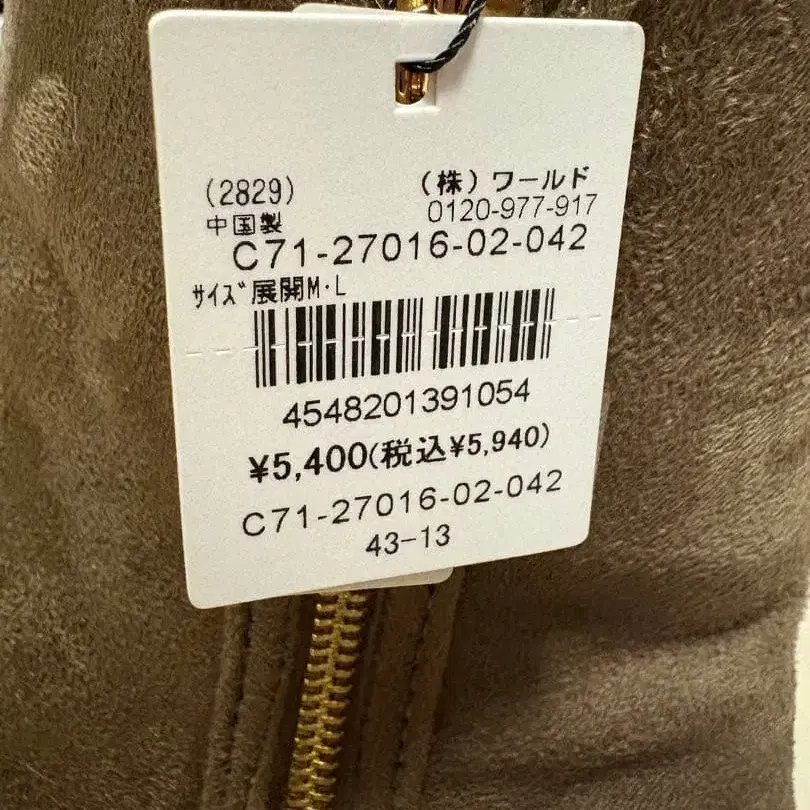 (2829) (株)ワールド
中国製 0120-977-917
C71-27016-02-042
サイズ展開M・L
4548201391054
¥5,400(税込¥5,940)
C71-27016-02-042
43-13